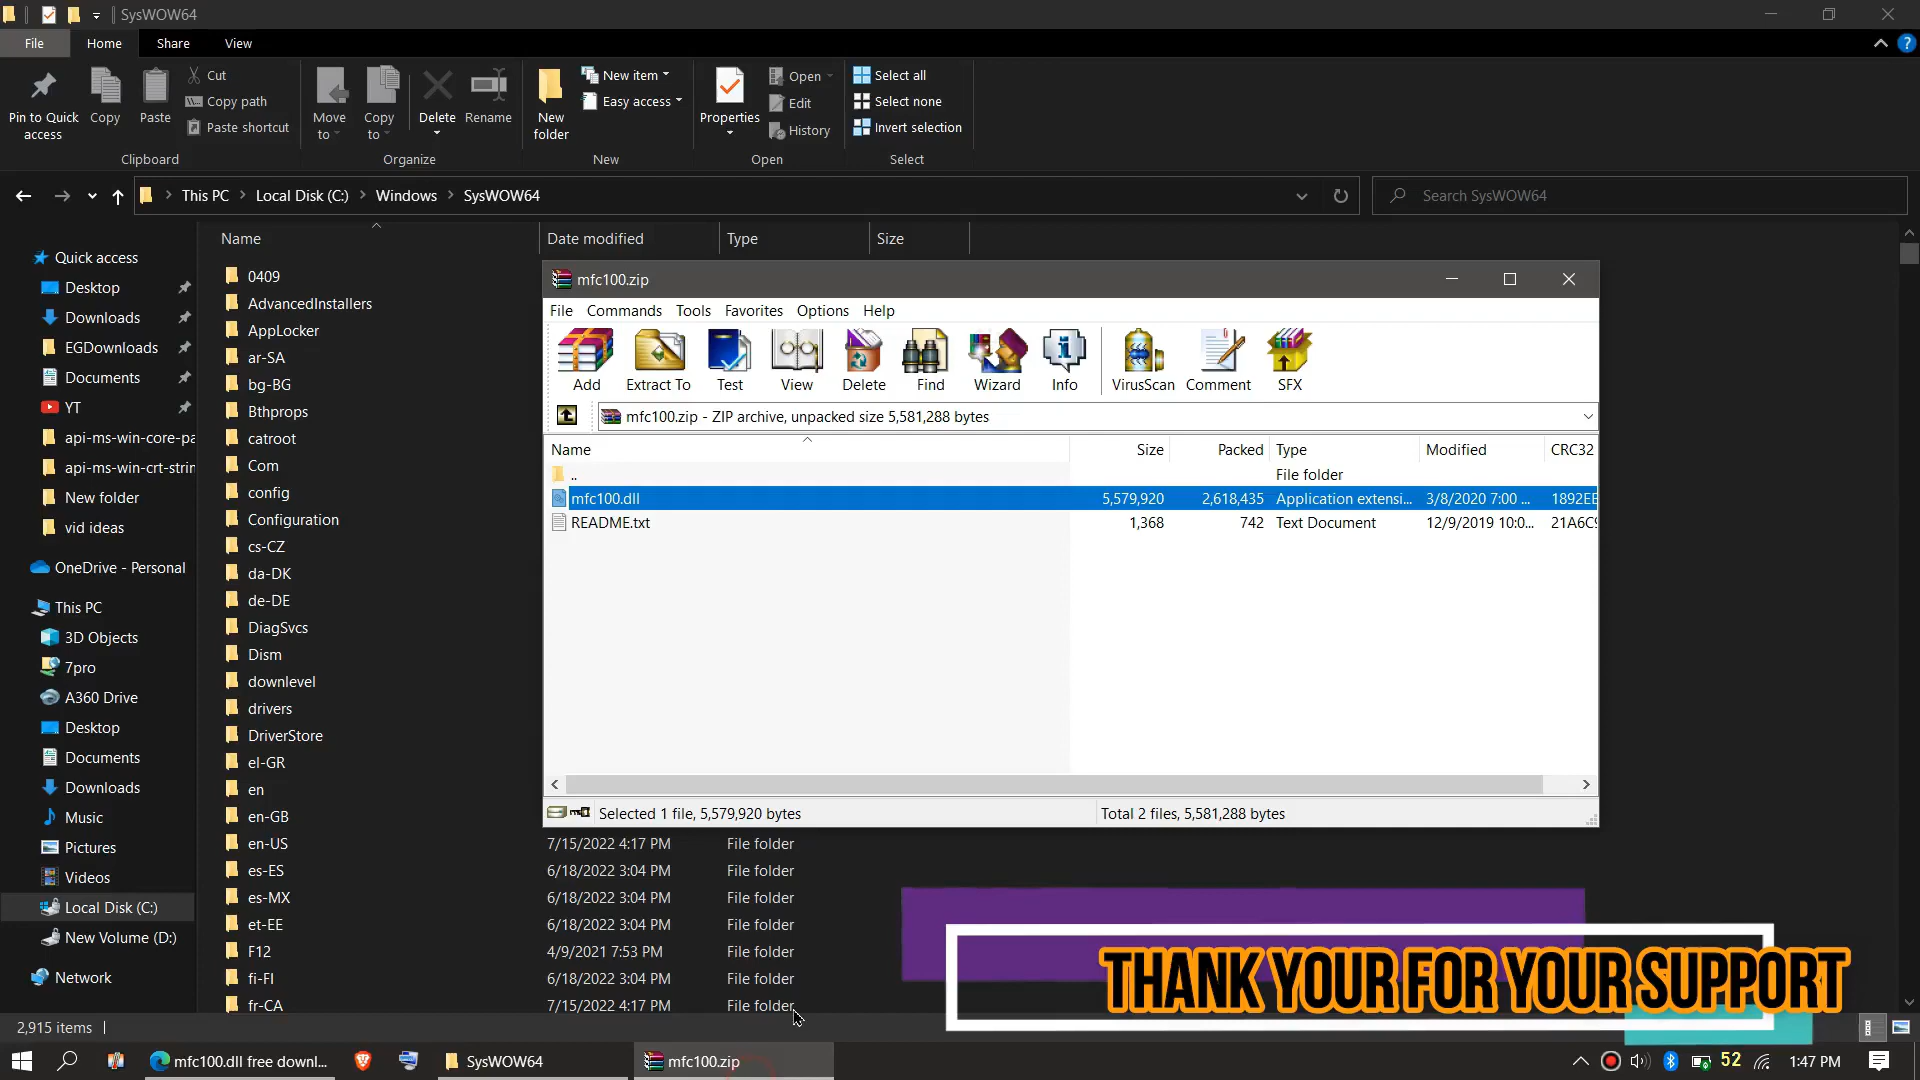 SysWOW64
File Home Share View
Pin to Quick access
Copy
Paste
Cut
Copy path
Paste shortcut
Clipboard
Move to
Copy to
Delete
Rename
Organize
New folder
New item
Easy access
New
Properties
Open
Edit
History
Open
Select all
Select none
Invert selection
Select
This PC Local Disk (C:) Windows SysWOW64
Search SysWOW64
Quick access
Desktop
Downloads
EGDownloads
Documents
YT
api-ms-win-core-pa
api-ms-win-crt-strin
New folder
vid ideas
OneDrive - Personal
This PC
3D Objects
7pro
A360 Drive
Desktop
Documents
Downloads
Music
Pictures
Videos
Local Disk (C:)
New Volume (D:)
Network
Name Date modified Type Size
0409
AdvancedInstallers
AppLocker
ar-SA
bg-BG
Bthprops
catroot
Com
config
Configuration
cs-CZ
da-DK
de-DE
DiagSvcs
Dism
downlevel
drivers
DriverStore
el-GR
en
en-GB
en-US 7/15/2022 4:17 PM File folder
es-ES 6/18/2022 3:04 PM File folder
es-MX 6/18/2022 3:04 PM File folder
et-EE 6/18/2022 3:04 PM File folder
F12 4/9/2021 7:53 PM File folder
fi-FI 6/18/2022 3:04 PM File folder
fr-CA 7/15/2022 4:17 PM File folder
mfc100.zip
File Commands Tools Favorites Options Help
Add Extract To Test View Delete Find Wizard Info VirusScan Comment SFX
mfc100.zip - ZIP archive, unpacked size 5,581,288 bytes
Name Size Packed Type Modified CRC32
.. File folder
mfc100.dll 5,579,920 2,618,435 Application extensi... 3/8/2020 7:00 ... 1892EE
README.txt 1,368 742 Text Document 12/9/2019 10:0... 21A6C9
Selected 1 file, 5,579,920 bytes Total 2 files, 5,581,288 bytes
THANK YOUR FOR YOUR SUPPORT
2,915 items
mfc100.dll free downl... SysWOW64 mfc100.zip 52 1:47 PM